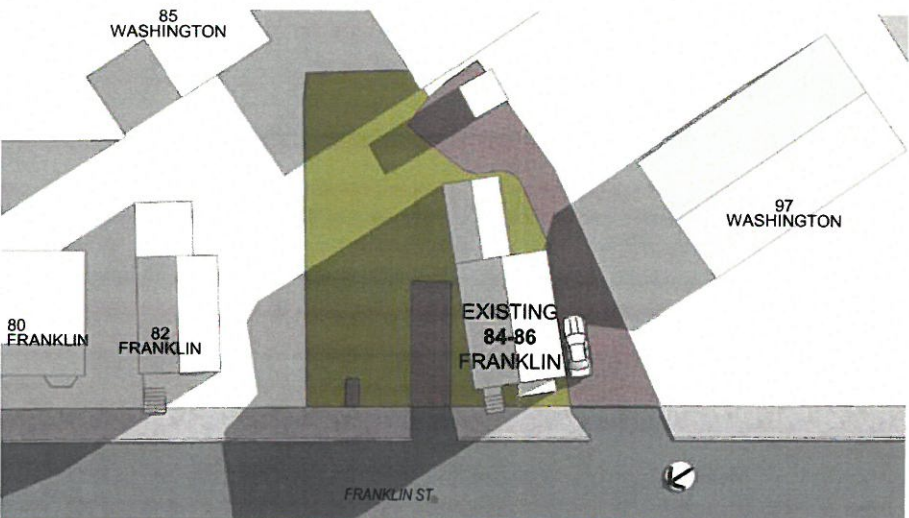 85
WASHINGTON
97
WASHINGTON
80
FRANKLIN
82
FRANKLIN
EXISTING
84-86
FRANKLIN
FRANKLIN ST.